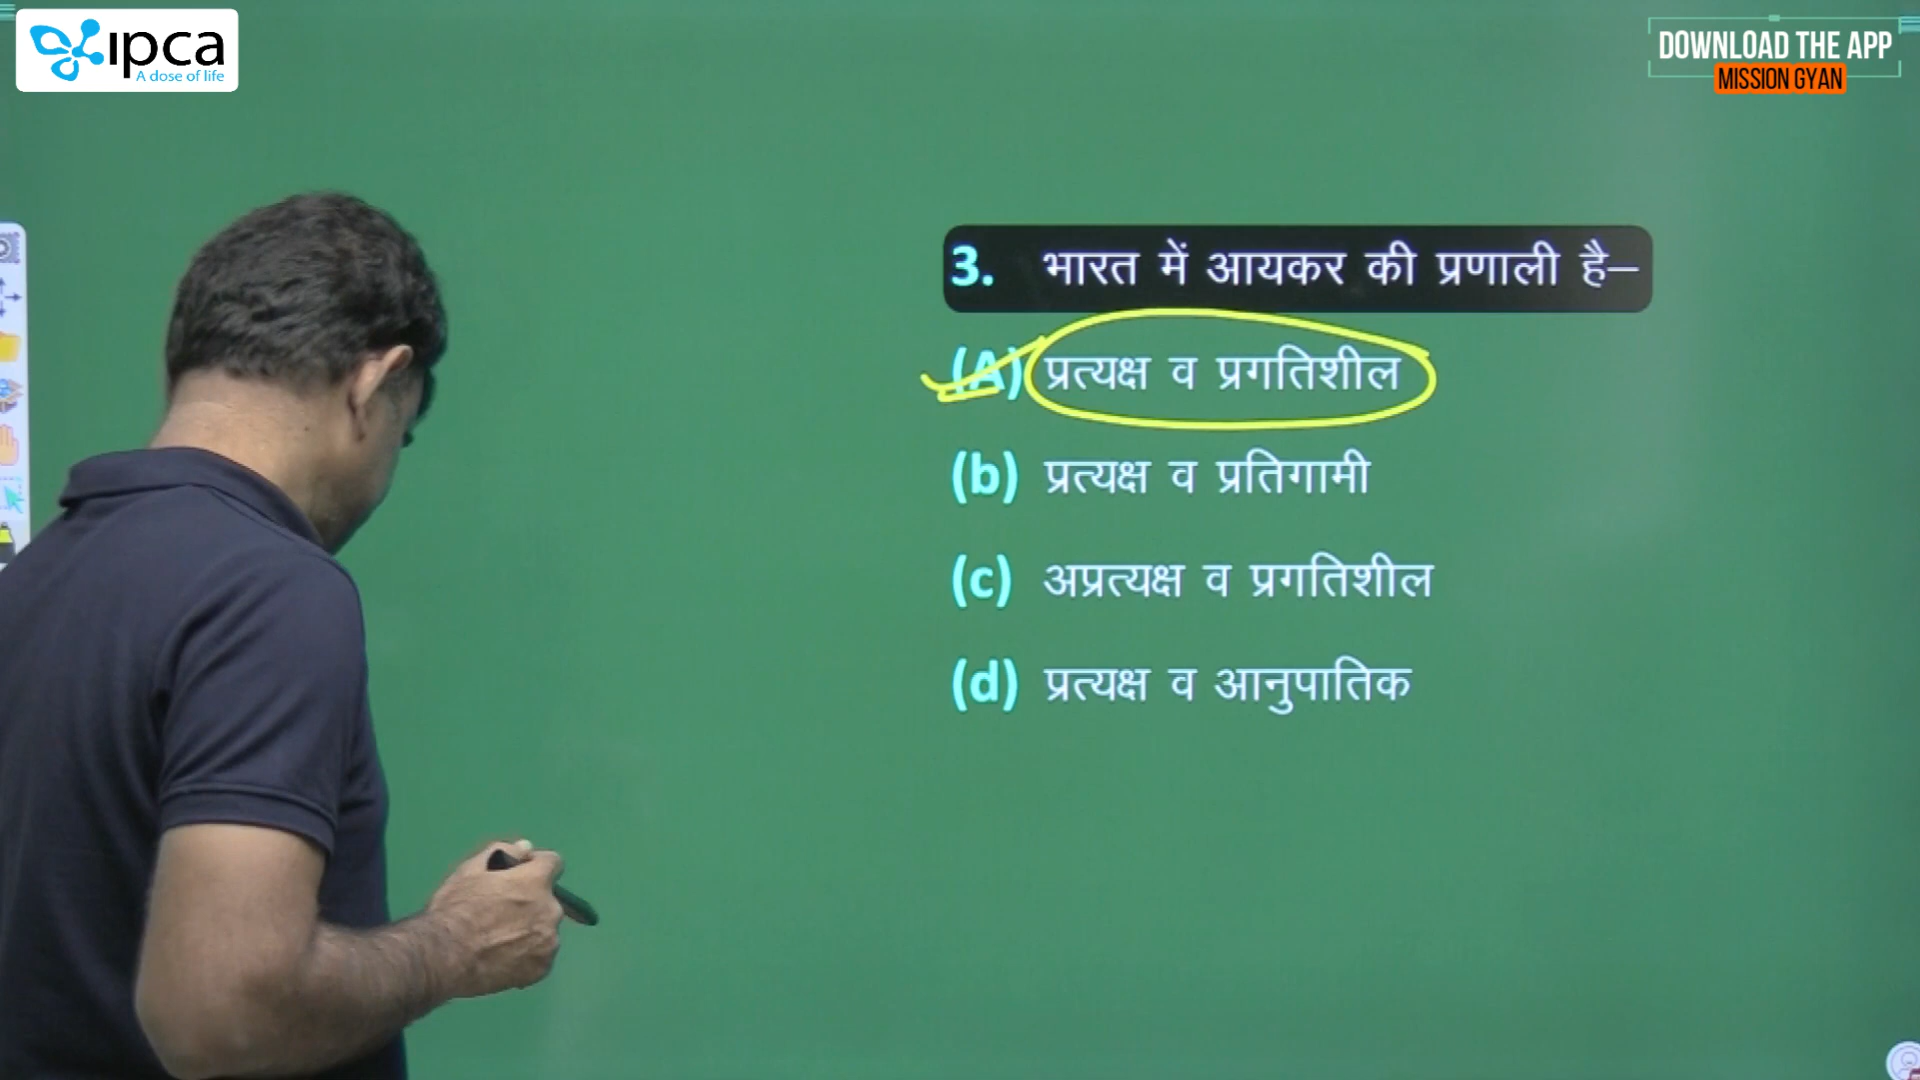 ipca
A dose of life
DOWNLOAD THE APP
MISSION GYAN
3. भारत में आयकर की प्रणाली है–
(A) प्रत्यक्ष व प्रगतिशील
(b) प्रत्यक्ष व प्रतिगामी
(c) अप्रत्यक्ष व प्रगतिशील
(d) प्रत्यक्ष व आनुपातिक